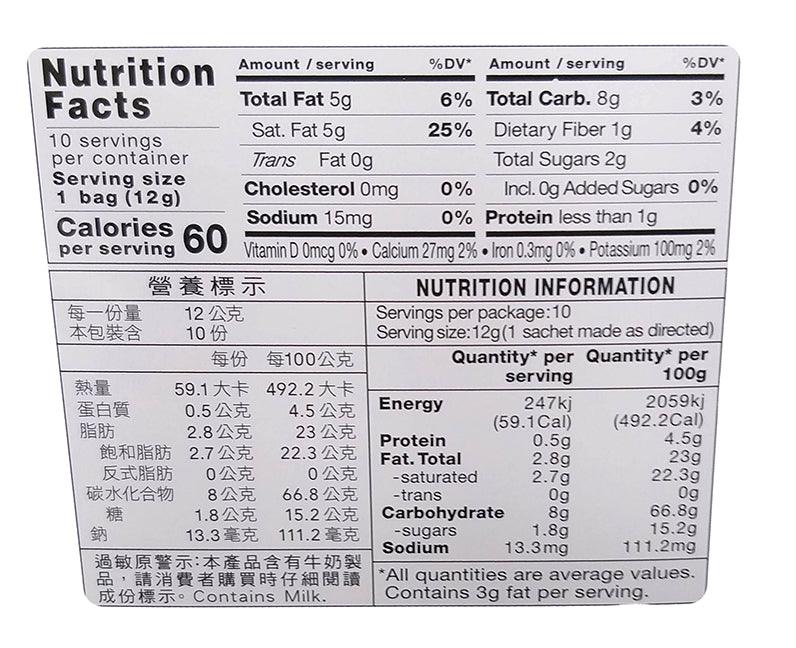 Nutrition Facts
10 servings per container
Serving size
1 bag (12g)
Calories per serving 60
Amount / serving %DV*
Total Fat 5g 6%
Sat. Fat 5g 25%
Trans Fat 0g
Cholesterol 0mg 0%
Sodium 15mg 0%
Amount / serving %DV*
Total Carb. 8g 3%
Dietary Fiber 1g 4%
Total Sugars 2g
Incl. 0g Added Sugars 0%
Protein less than 1g
Vitamin D 0mcg 0% • Calcium 27mg 2% • Iron 0.3mg 0% • Potassium 100mg 2%
營養標示
每一份量 12 公克
本包裝含 10 份
每份 每100公克
熱量 59.1 大卡 492.2 大卡
蛋白質 0.5 公克 4.5 公克
脂肪 2.8 公克 23 公克
飽和脂肪 2.7 公克 22.3 公克
反式脂肪 0 公克 0 公克
碳水化合物 8 公克 66.8 公克
糖 1.8 公克 15.2 公克
鈉 13.3 毫克 111.2 毫克
過敏原警示:本產品含有牛奶製
品,請消費者購買時仔細閱讀
成份標示。Contains Milk.
NUTRITION INFORMATION
Servings per package:10
Serving size:12g(1 sachet made as directed)
Quantity* per serving Quantity* per 100g
Energy 247kj 2059kj
(59.1Cal) (492.2Cal)
Protein 0.5g 4.5g
Fat. Total 2.8g 23g
-saturated 2.7g 22.3g
-trans 0g 0g
Carbohydrate 8g 66.8g
-sugars 1.8g 15.2g
Sodium 13.3mg 111.2mg
*All quantities are average values.
Contains 3g fat per serving.